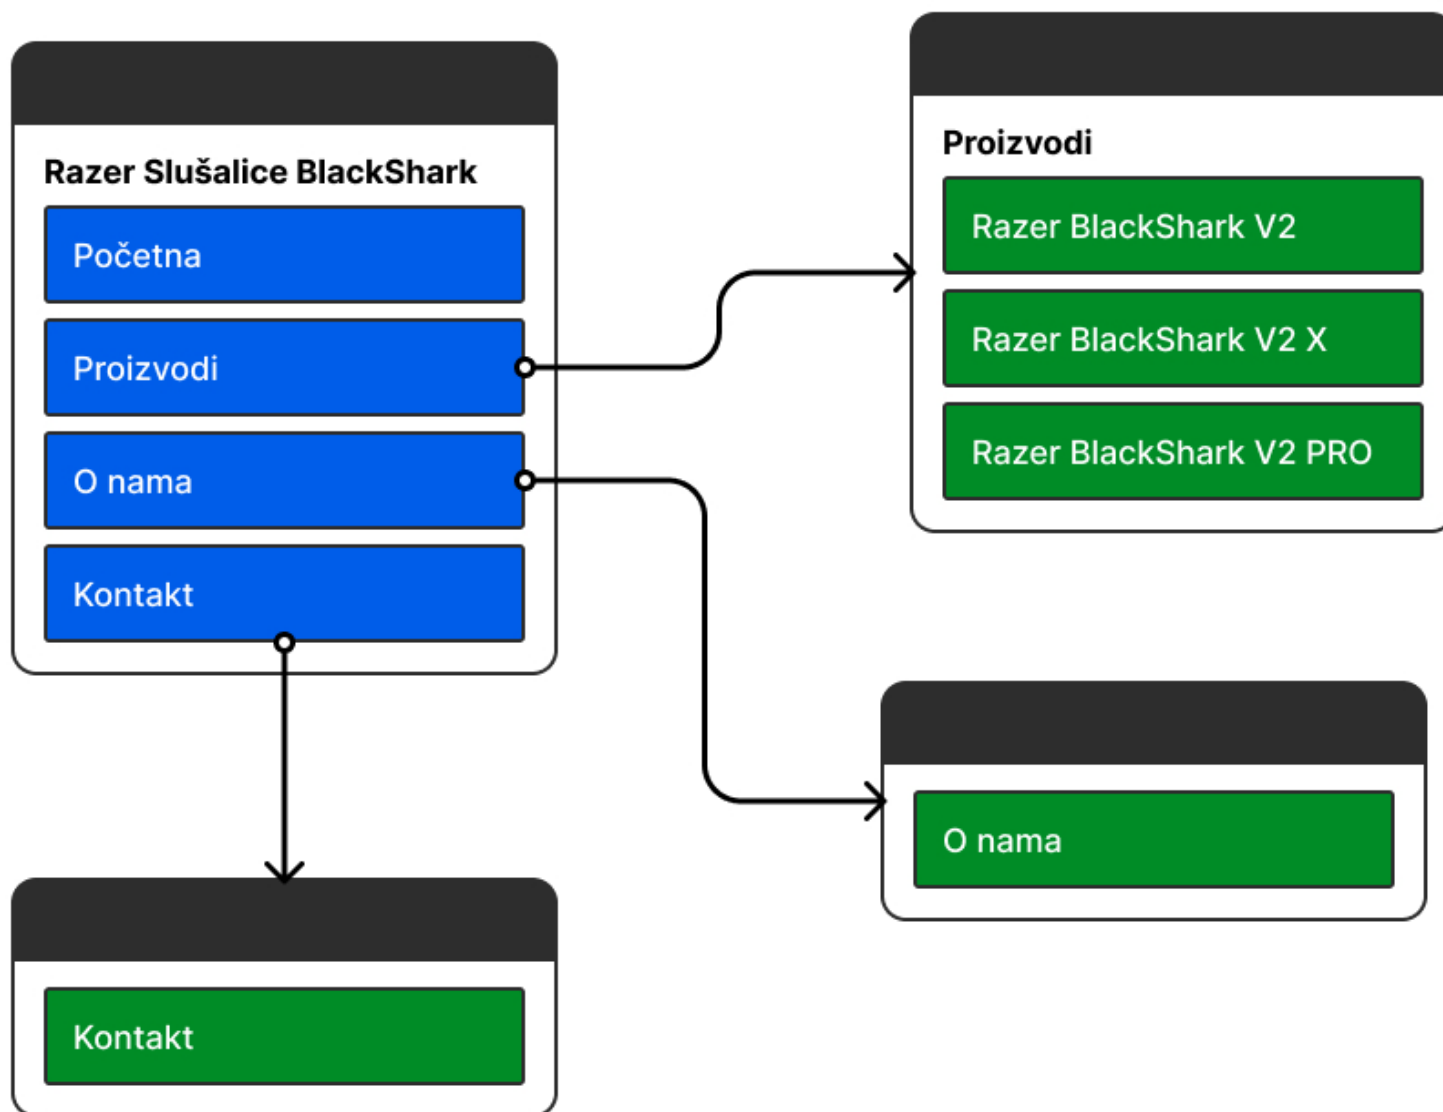 Razer Slušalice BlackShark
Početna
Proizvodi
O nama
Kontakt
Proizvodi
Razer BlackShark V2
Razer BlackShark V2 X
Razer BlackShark V2 PRO
O nama
Kontakt